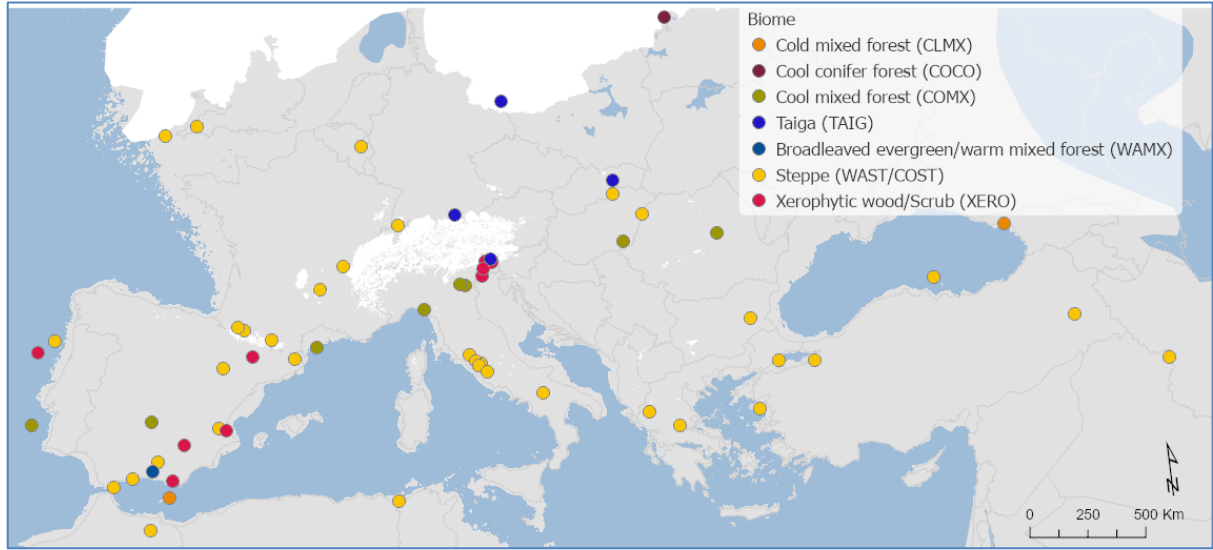 Biome
Cold mixed forest (CLMX)
Cool conifer forest (COCO)
Cool mixed forest (COMX)
Taiga (TAIG)
Broadleaved evergreen/warm mixed forest (WAMX)
Steppe (WAST/COST)
Xerophytic wood/Scrub (XERO)
N
0 250 500 Km